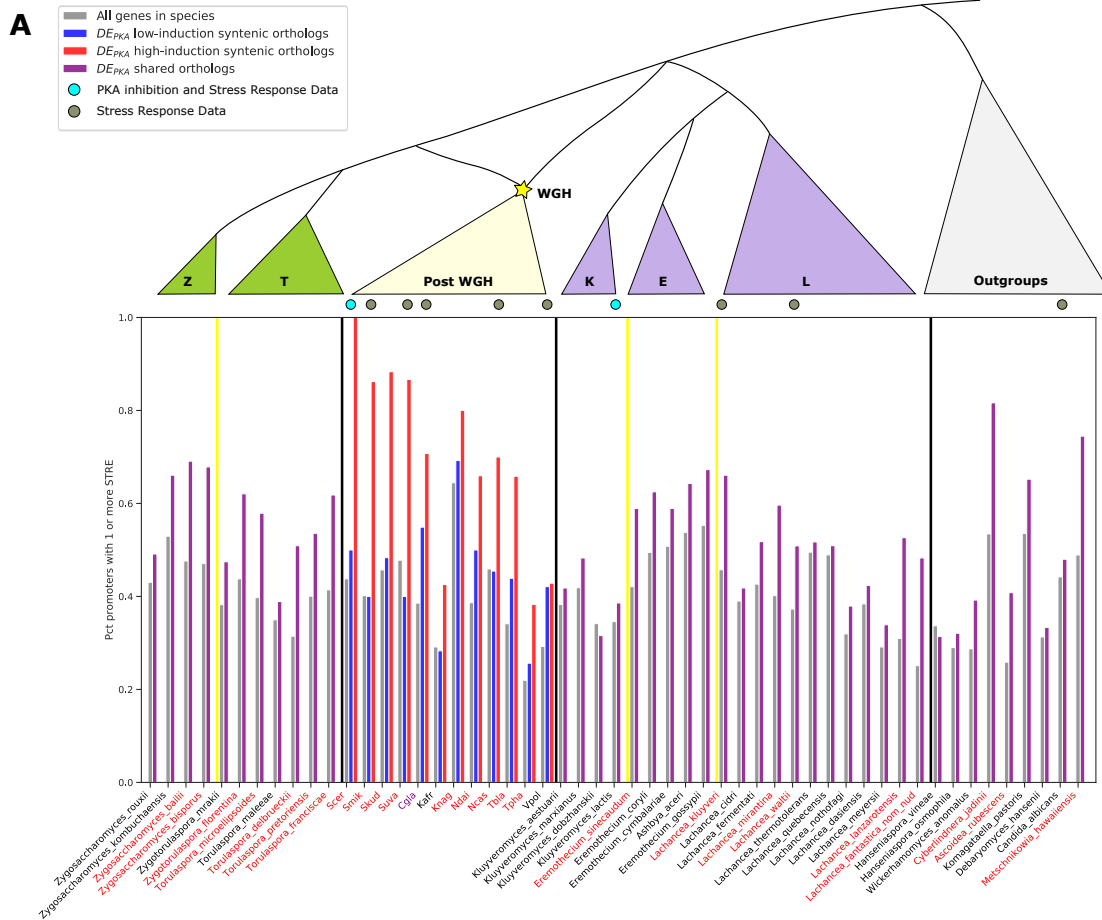 A
All genes in species
DE_PKA low-induction syntenic orthologs
DE_PKA high-induction syntenic orthologs
DE_PKA shared orthologs
PKA inhibition and Stress Response Data
Stress Response Data
WGH
Z
T
Post WGH
K
E
L
Outgroups
Pct promoters with 1 or more STRE
1.0
0.8
0.6
0.4
0.2
0.0
Zygosaccharomyces_rouxii
Zygosaccharomyces_kombuchaensis
Zygosaccharomyces_bailii
Zygosaccharomyces_bisporus
Zygotorulaspora_mrakii
Zygotorulaspora_florentina
Torulaspora_microellipsoides
Torulaspora_maleeae
Torulaspora_delbrueckii
Torulaspora_pretoriensis
Torulaspora_franciscae
Scer
Smik
Skud
Suva
Cgla
Kafr
Knag
Ndai
Ncas
Tbla
Tpha
Vpol
Kluyveromyces_aestuarii
Kluyveromyces_marxianus
Kluyveromyces_dobzhanskii
Kluyveromyces_lactis
Eremothecium_sinecaudum
Eremothecium_coryli
Eremothecium_cymbalariae
Ashbya_aceri
Eremothecium_gossypii
Lachancea_kluyveri
Lachancea_cidri
Lachancea_fermentati
Lachancea_mirantina
Lachancea_waltii
Lachancea_thermotolerans
Lachancea_quebecensis
Lachancea_nothofagi
Lachancea_dasiensis
Lachancea_meyersii
Lachancea_lanzarotensis
Lachancea_fantastica_nom_nud
Hanseniaspora_vineae
Hanseniaspora_osmophila
Wickerhamomyces_anomalus
Cyberlindnera_jadinii
Ascoidea_rubescens
Komagataella_pastoris
Debaryomyces_hansenii
Candida_albicans
Metschnikowia_hawaiiensis